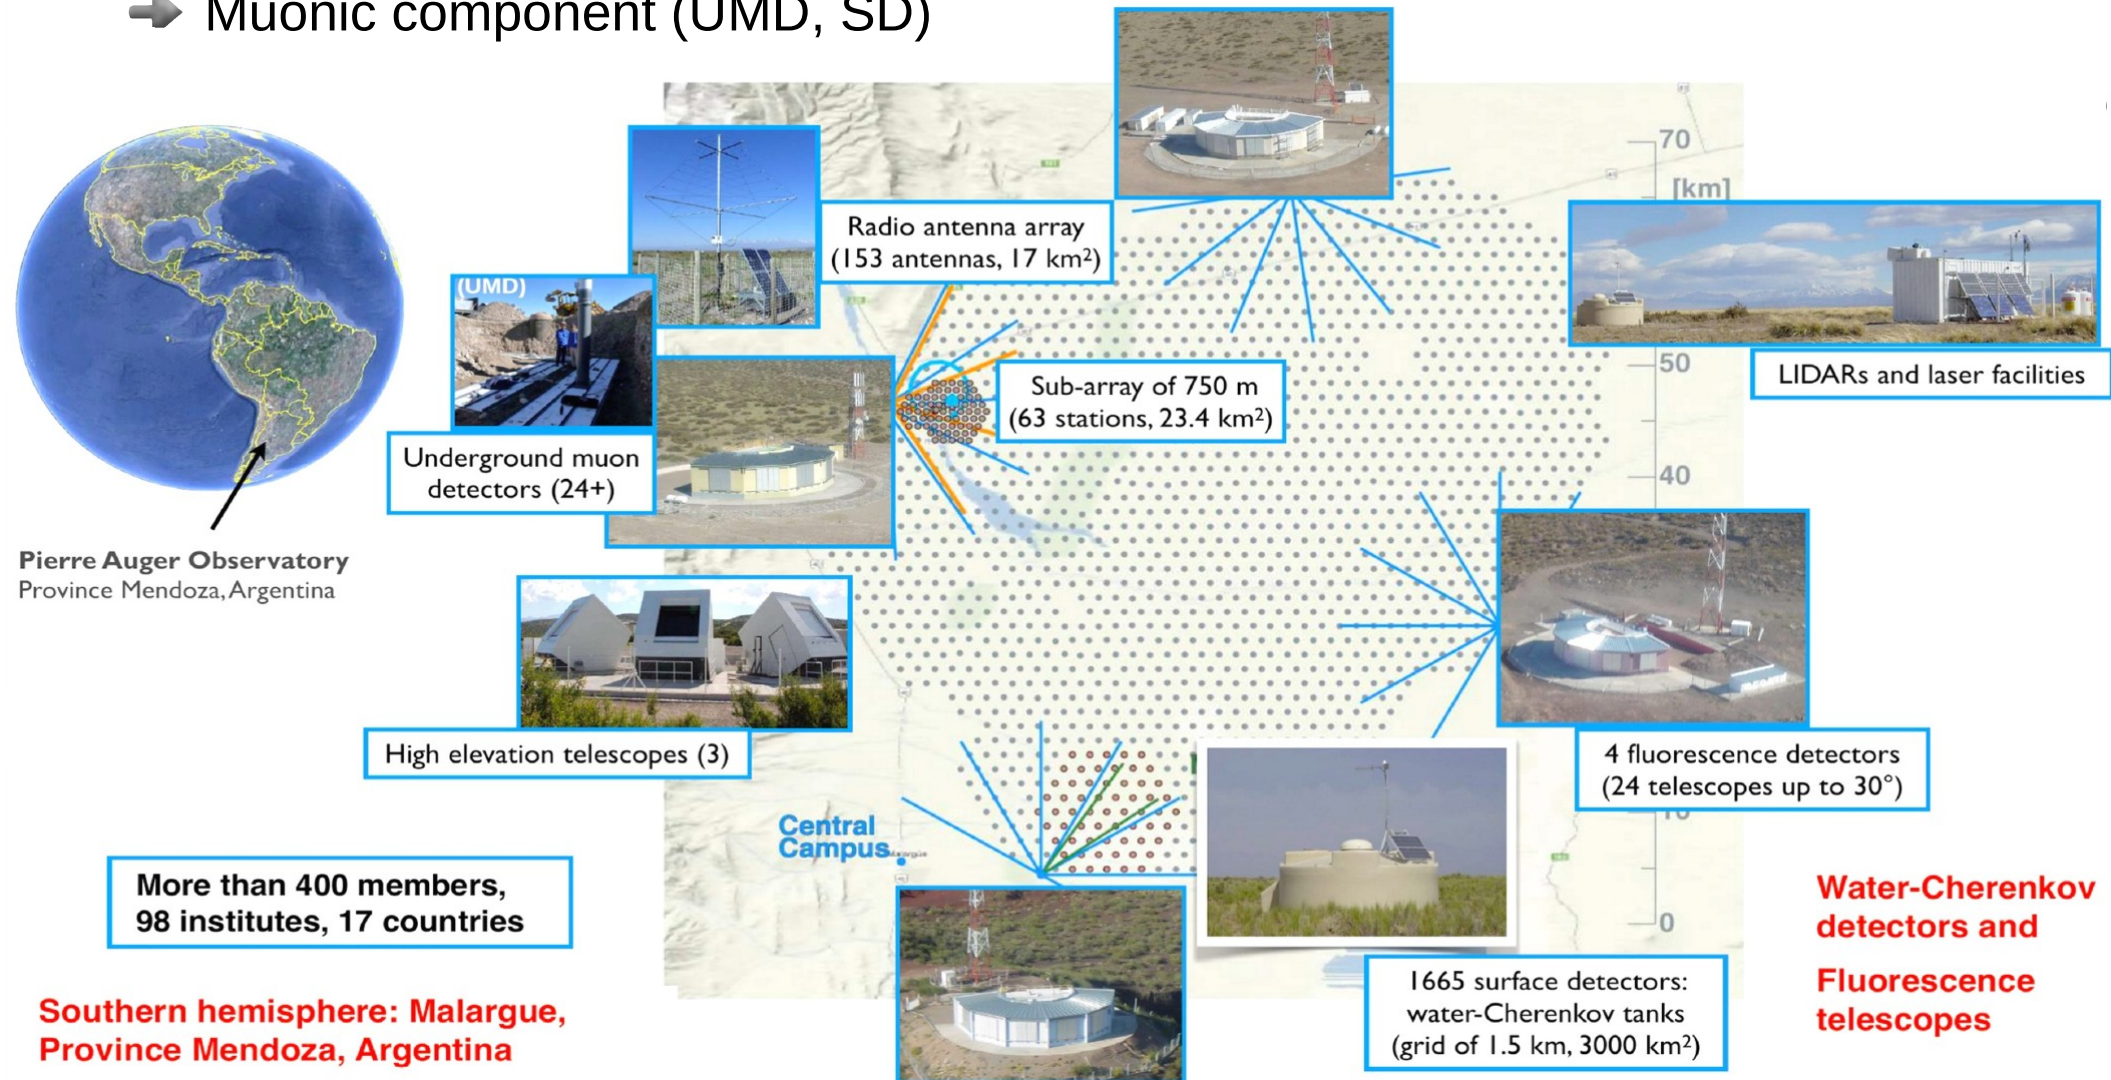 Muonic component (UMD, SD)
70
[km]
Radio antenna array
(153 antennas, 17 km²)
(UMD)
50
LIDARs and laser facilities
Sub-array of 750 m
(63 stations, 23.4 km²)
Underground muon
detectors (24+)
40
Pierre Auger Observatory
Province Mendoza, Argentina
High elevation telescopes (3)
4 fluorescence detectors
(24 telescopes up to 30°)
10
Central
Campus
More than 400 members,
98 institutes, 17 countries
Water-Cherenkov
detectors and
0
Fluorescence
telescopes
1665 surface detectors:
water-Cherenkov tanks
(grid of 1.5 km, 3000 km²)
Southern hemisphere: Malargue,
Province Mendoza, Argentina